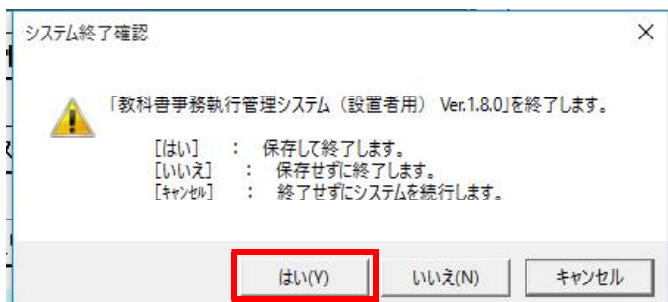 システム終了確認
「教科書事務執行管理システム（設置者用） Ver.1.8.0」を終了します。
[はい] ： 保存して終了します。
[いいえ] ： 保存せずに終了します。
[ｷｬﾝｾﾙ] ： 終了せずにシステムを続行します。
はい(Y) いいえ(N) キャンセル